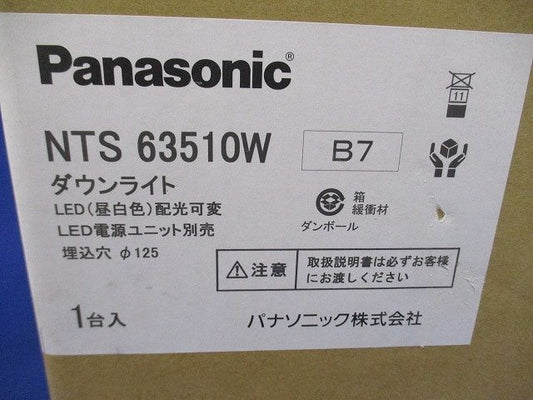 Panasonic®
NTS 63510W B7
ダウンライト
LED(昼白色)配光可変
LED電源ユニット別売
埋込穴 φ125
11
箱
緩衝材
ダンボール
注意
取扱説明書は必ずお客様
にお渡しください
1台入
パナソニック株式会社